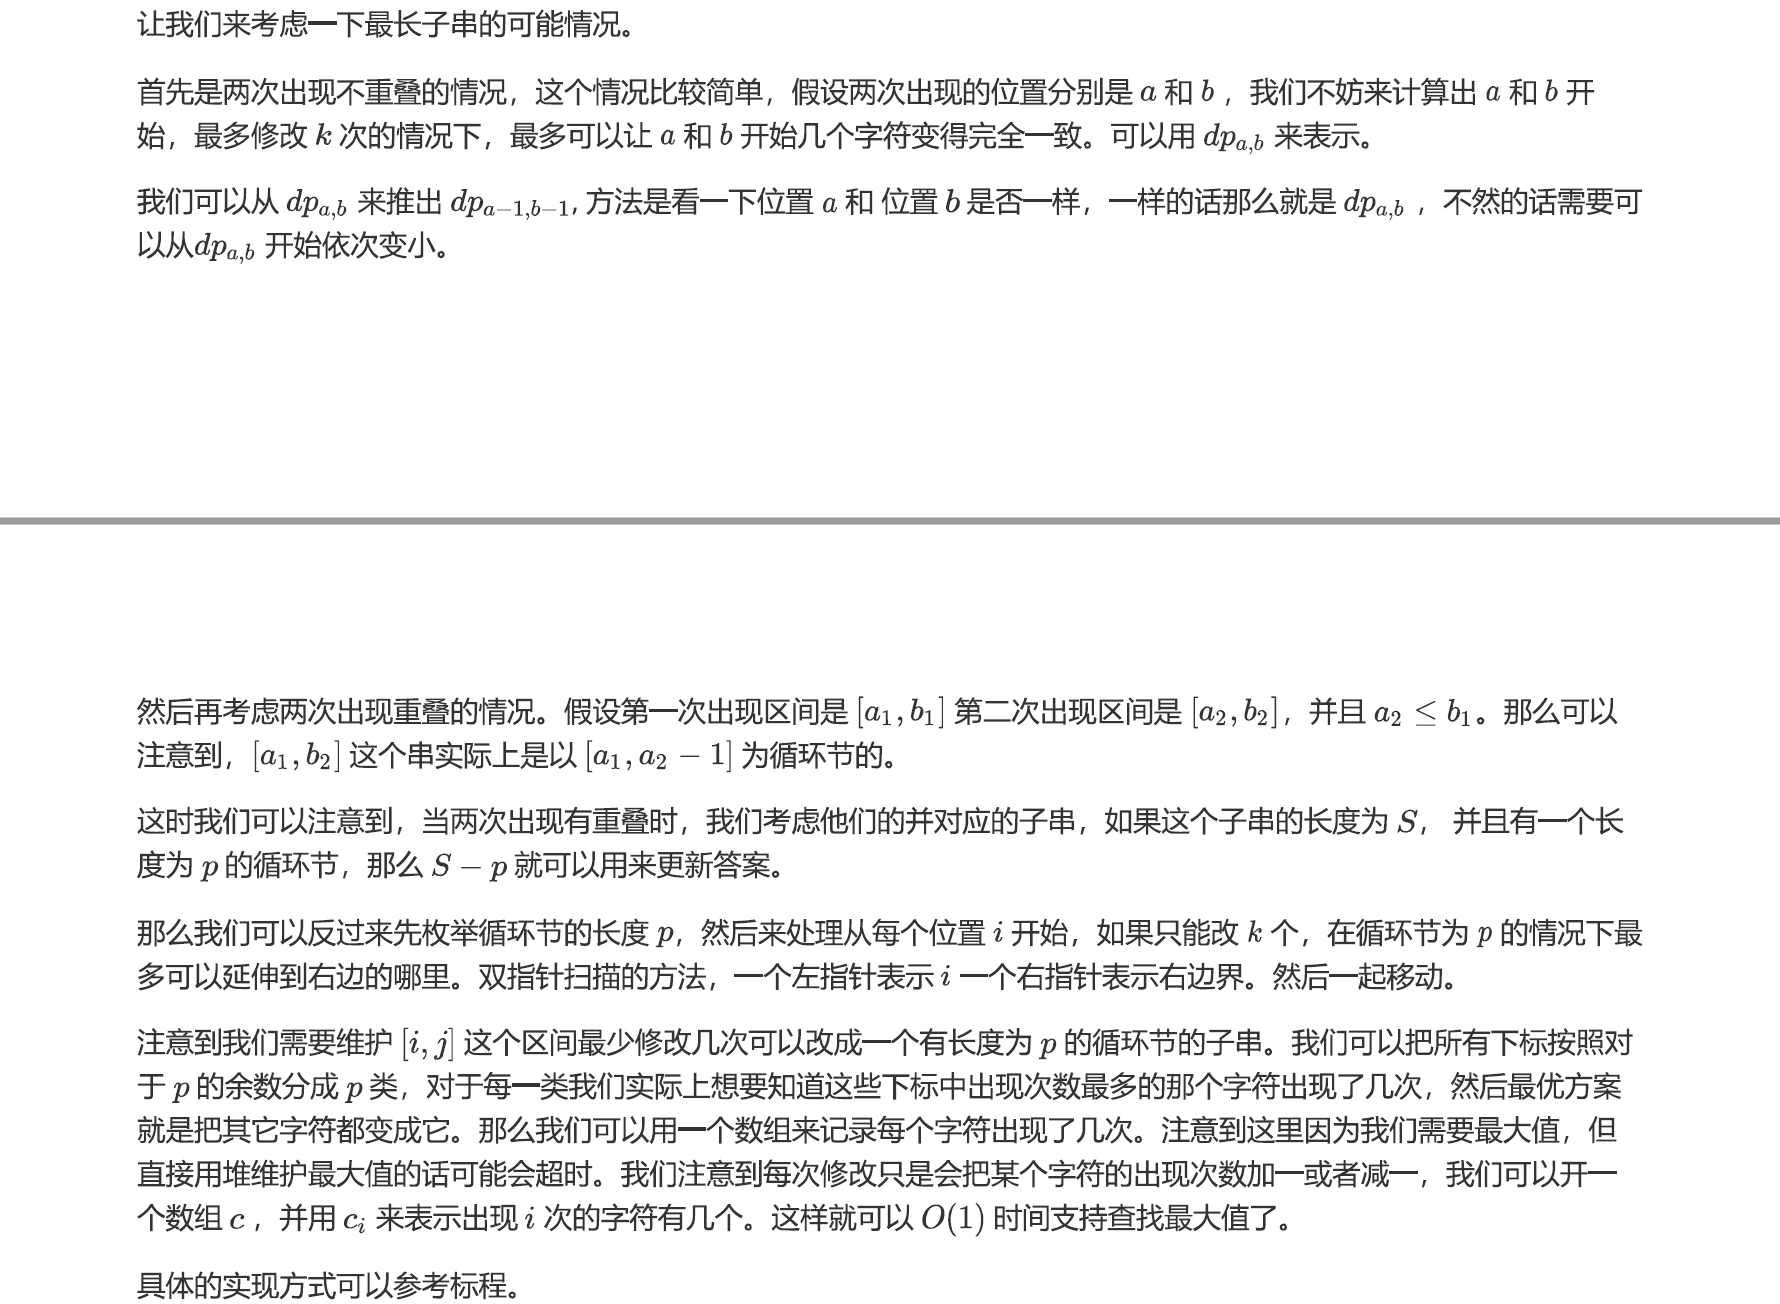 让我们来考虑一下最长子串的可能情况。
首先是两次出现不重叠的情况，这个情况比较简单，假设两次出现的位置分别是 a 和 b ，我们不妨来计算出 a 和 b 开
始，最多修改 k 次的情况下，最多可以让 a 和 b 开始几个字符变得完全一致。可以用 dp_{a,b} 来表示。
我们可以从 dp_{a,b} 来推出 dp_{a−1,b−1}, 方法是看一下位置 a 和 位置 b 是否一样，一样的话那么就是 dp_{a,b} ，不然的话需要可
以从dp_{a,b} 开始依次变小。
然后再考虑两次出现重叠的情况。假设第一次出现区间是 [a_1, b_1] 第二次出现区间是 [a_2, b_2]，并且 a_2 ≤ b_1。那么可以
注意到，[a_1, b_2] 这个串实际上是以 [a_1, a_2 − 1] 为循环节的。
这时我们可以注意到，当两次出现有重叠时，我们考虑他们的并对应的子串，如果这个子串的长度为 S， 并且有一个长
度为 p 的循环节，那么 S − p 就可以用来更新答案。
那么我们可以反过来先枚举循环节的长度 p，然后来处理从每个位置 i 开始，如果只能改 k 个，在循环节为 p 的情况下最
多可以延伸到右边的哪里。双指针扫描的方法，一个左指针表示 i 一个右指针表示右边界。然后一起移动。
注意到我们需要维护 [i, j] 这个区间最少修改几次可以改成一个有长度为 p 的循环节的子串。我们可以把所有下标按照对
于 p 的余数分成 p 类，对于每一类我们实际上想要知道这些下标中出现次数最多的那个字符出现了几次，然后最优方案
就是把其它字符都变成它。那么我们可以用一个数组来记录每个字符出现了几次。注意到这里因为我们需要最大值，但
直接用堆维护最大值的话可能会超时。我们注意到每次修改只是会把某个字符的出现次数加一或者减一，我们可以开一
个数组 c ，并用 c_i 来表示出现 i 次的字符有几个。这样就可以 O(1) 时间支持查找最大值了。
具体的实现方式可以参考标程。